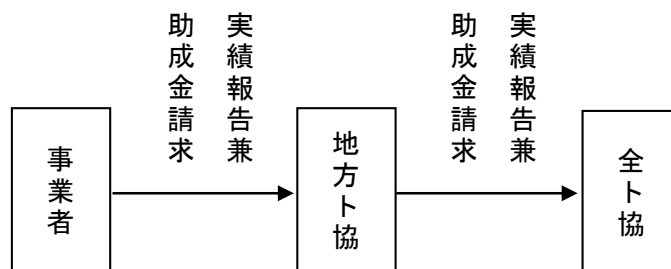 実績報告兼
助成金請求
実績報告兼
助成金請求
事業者
地方ト協
全ト協